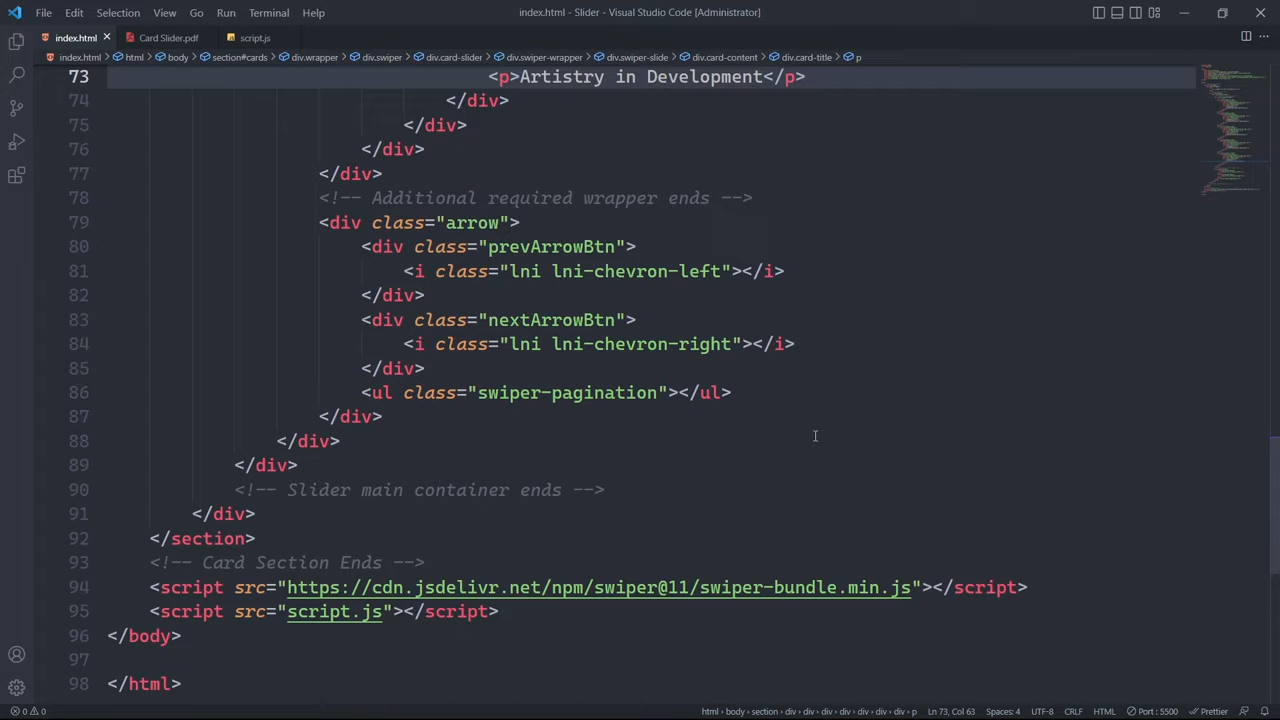 File Edit Selection View Go Run Terminal Help
index.html - Slider - Visual Studio Code [Administrator]
index.html Card Slider.pdf script.js
index.html > html > body > section#cards > div.wrapper > div.swiper > div.card-slider > div.swiper-wrapper > div.swiper-slide > div.card-content > div.card-title > p
73 <p>Artistry in Development</p>
74 </div>
75 </div>
76 </div>
77 </div>
78 <!-- Additional required wrapper ends -->
79 <div class="arrow">
80 <div class="prevArrowBtn">
81 <i class="lni lni-chevron-left"></i>
82 </div>
83 <div class="nextArrowBtn">
84 <i class="lni lni-chevron-right"></i>
85 </div>
86 <ul class="swiper-pagination"></ul>
87 </div>
88 </div>
89 </div>
90 <!-- Slider main container ends -->
91 </div>
92 </section>
93 <!-- Card Section Ends -->
94 <script src="https://cdn.jsdelivr.net/npm/swiper@11/swiper-bundle.min.js"></script>
95 <script src="script.js"></script>
96 </body>
97
98 </html>
0 0 html > body > section > div > div > div > div > div > div > div > p Ln 73, Col 63 Spaces: 4 UTF-8 CRLF HTML Port : 5500 Prettier